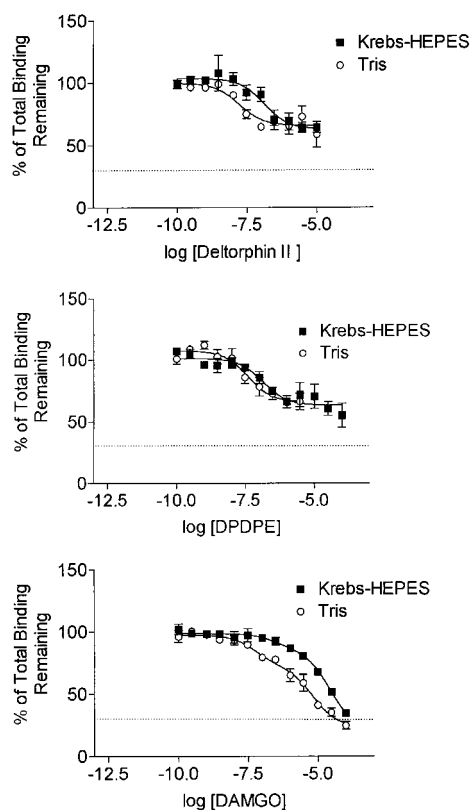 % of Total Binding
Remaining
150
100
50
0
-12.5
-10.0
-7.5
-5.0
log [Deltorphin II ]
Krebs-HEPES
Tris
% of Total Binding
Remaining
150
100
50
0
-12.5
-10.0
-7.5
-5.0
log [DPDPE]
Krebs-HEPES
Tris
% of Total Binding
Remaining
150
100
50
0
-12.5
-10.0
-7.5
-5.0
log [DAMGO]
Krebs-HEPES
Tris